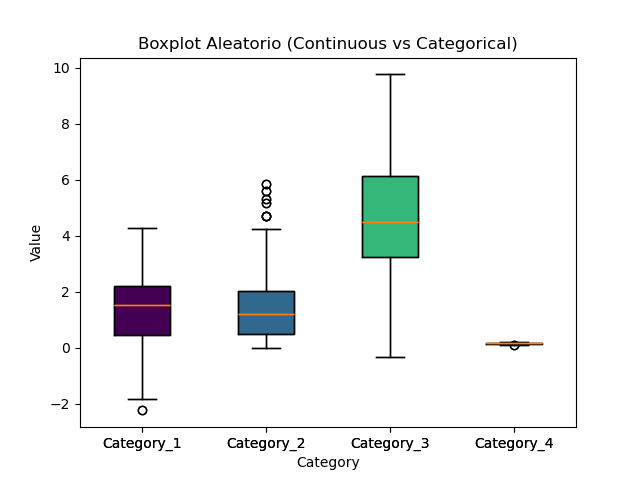 Boxplot Aleatorio (Continuous vs Categorical)
10
8
6
4
2
0
−2
Value
Category_1 Category_2 Category_3 Category_4
Category